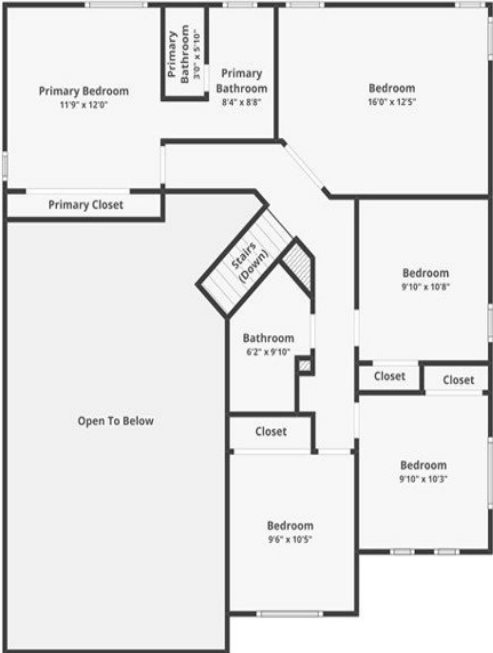 Primary Bedroom
11'9" x 12'0"
Primary
Bathroom
3'0" x 5'10"
Primary
Bathroom
8'4" x 8'8"
Bedroom
16'0" x 12'5"
Primary Closet
Stairs
(Down)
Bedroom
9'10" x 10'8"
Bathroom
6'2" x 9'10"
Closet
Closet
Open To Below
Closet
Bedroom
9'10" x 10'3"
Bedroom
9'6" x 10'5"